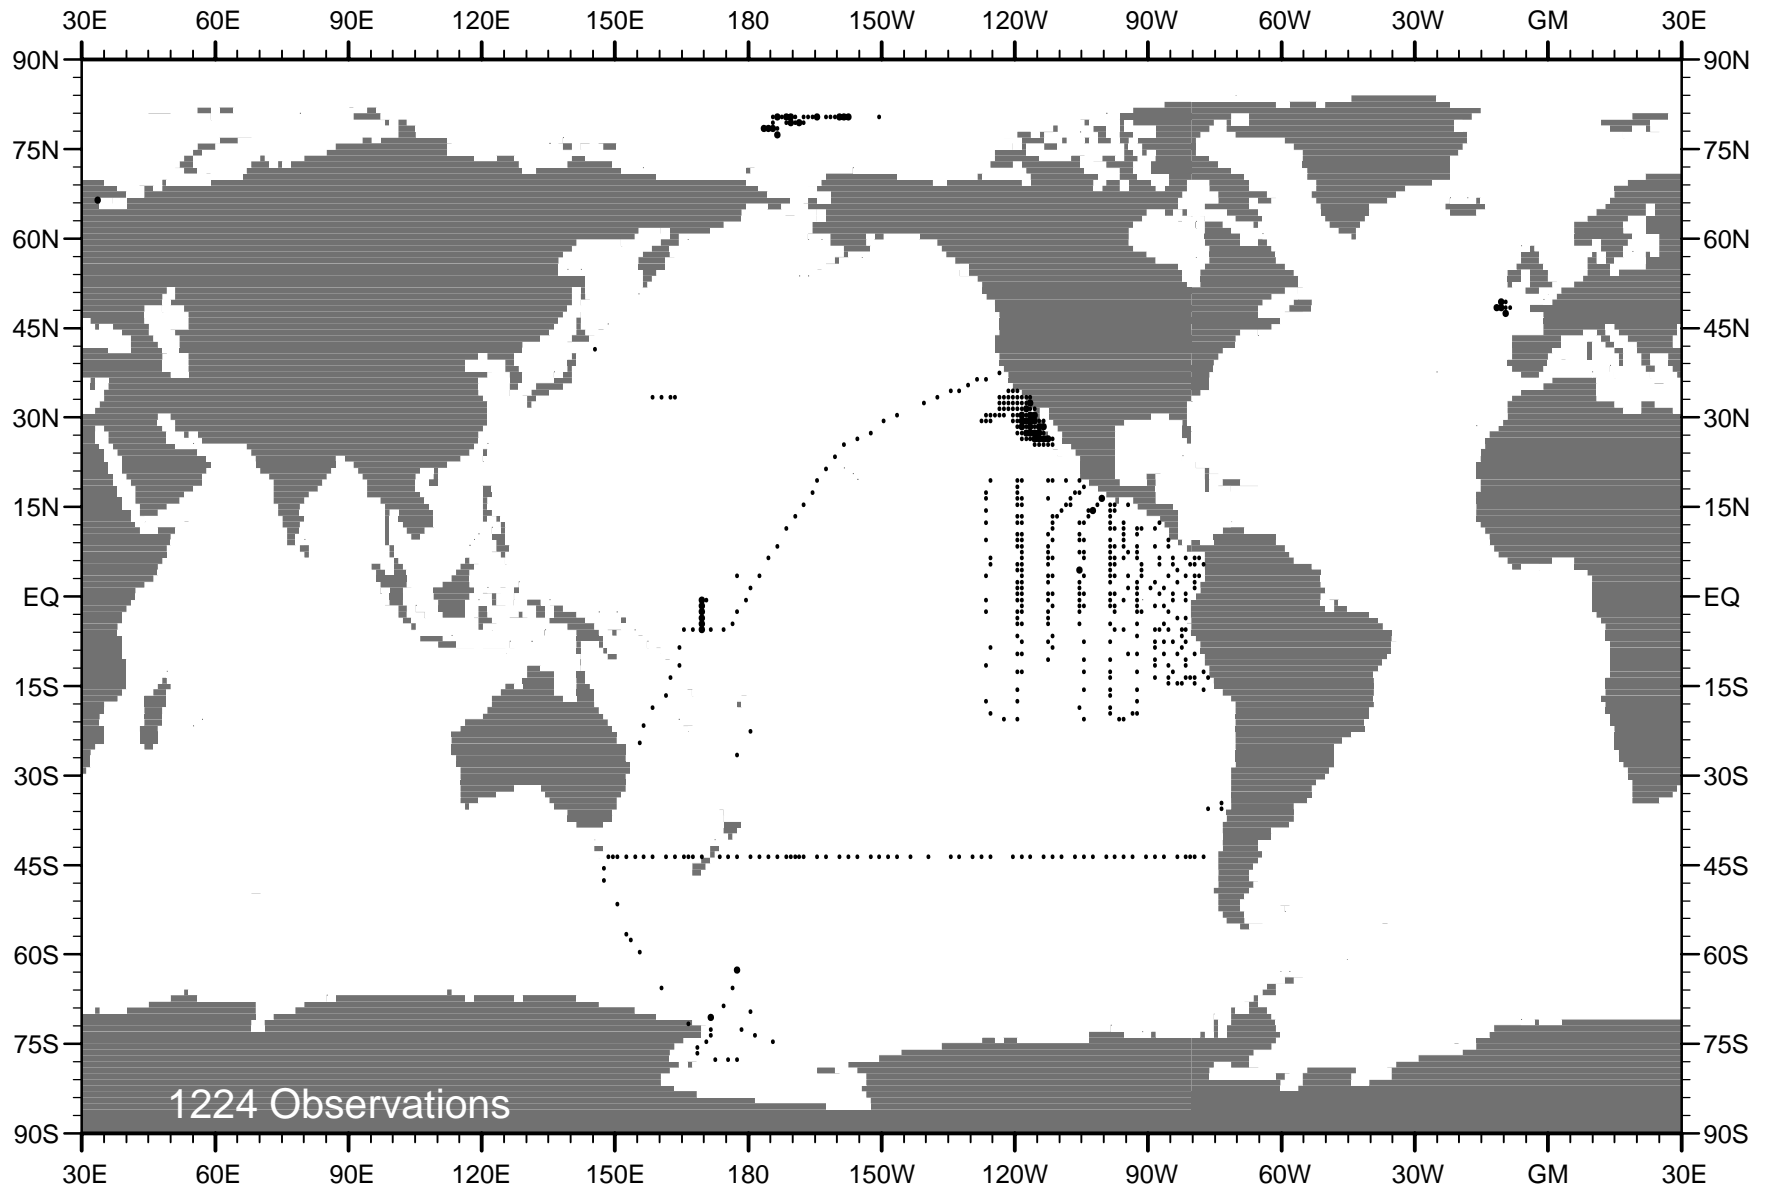 30E 60E 90E 120E 150E 180 150W 120W 90W 60W 30W GM 30E
90N 90N
75N 75N
60N 60N
45N 45N
30N 30N
15N 15N
EQ EQ
15S 15S
30S 30S
45S 45S
60S 60S
75S 75S
1224 Observations
90S 90S
30E 60E 90E 120E 150E 180 150W 120W 90W 60W 30W GM 30E